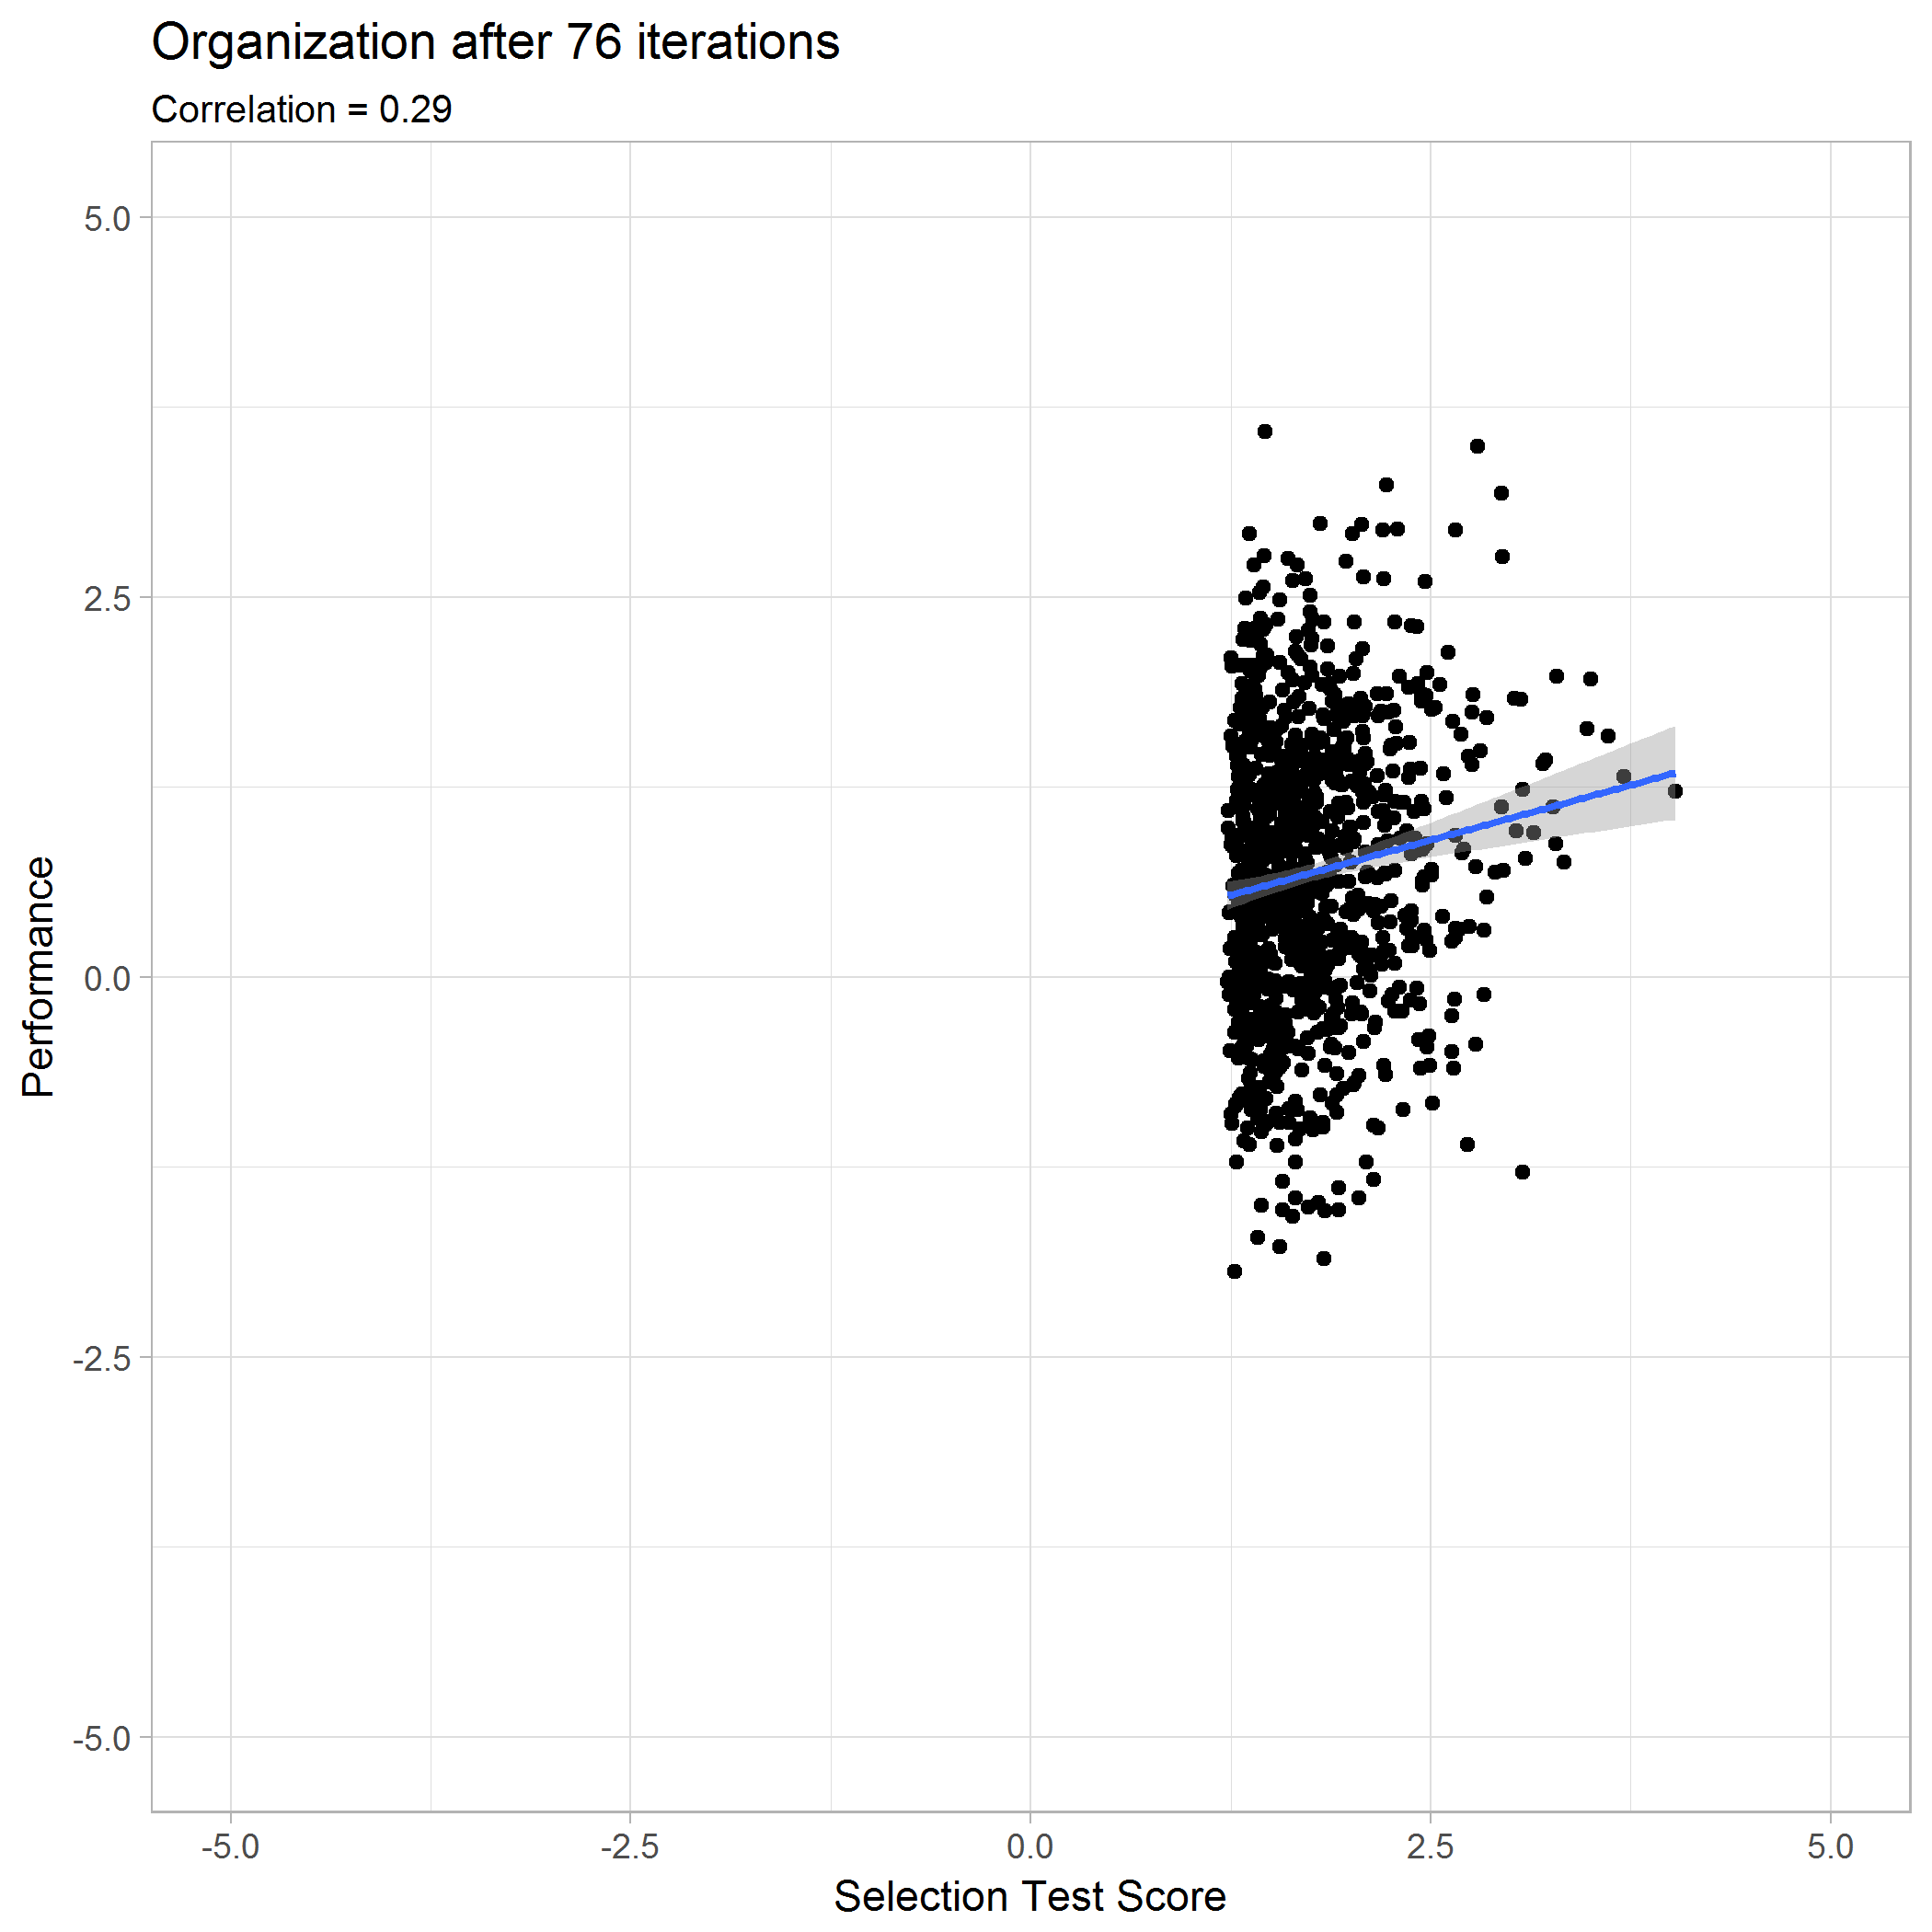 Organization after 76 iterations
Correlation = 0.29
5.0
2.5
0.0
-2.5
-5.0
Performance
-5.0
-2.5
0.0
2.5
5.0
Selection Test Score